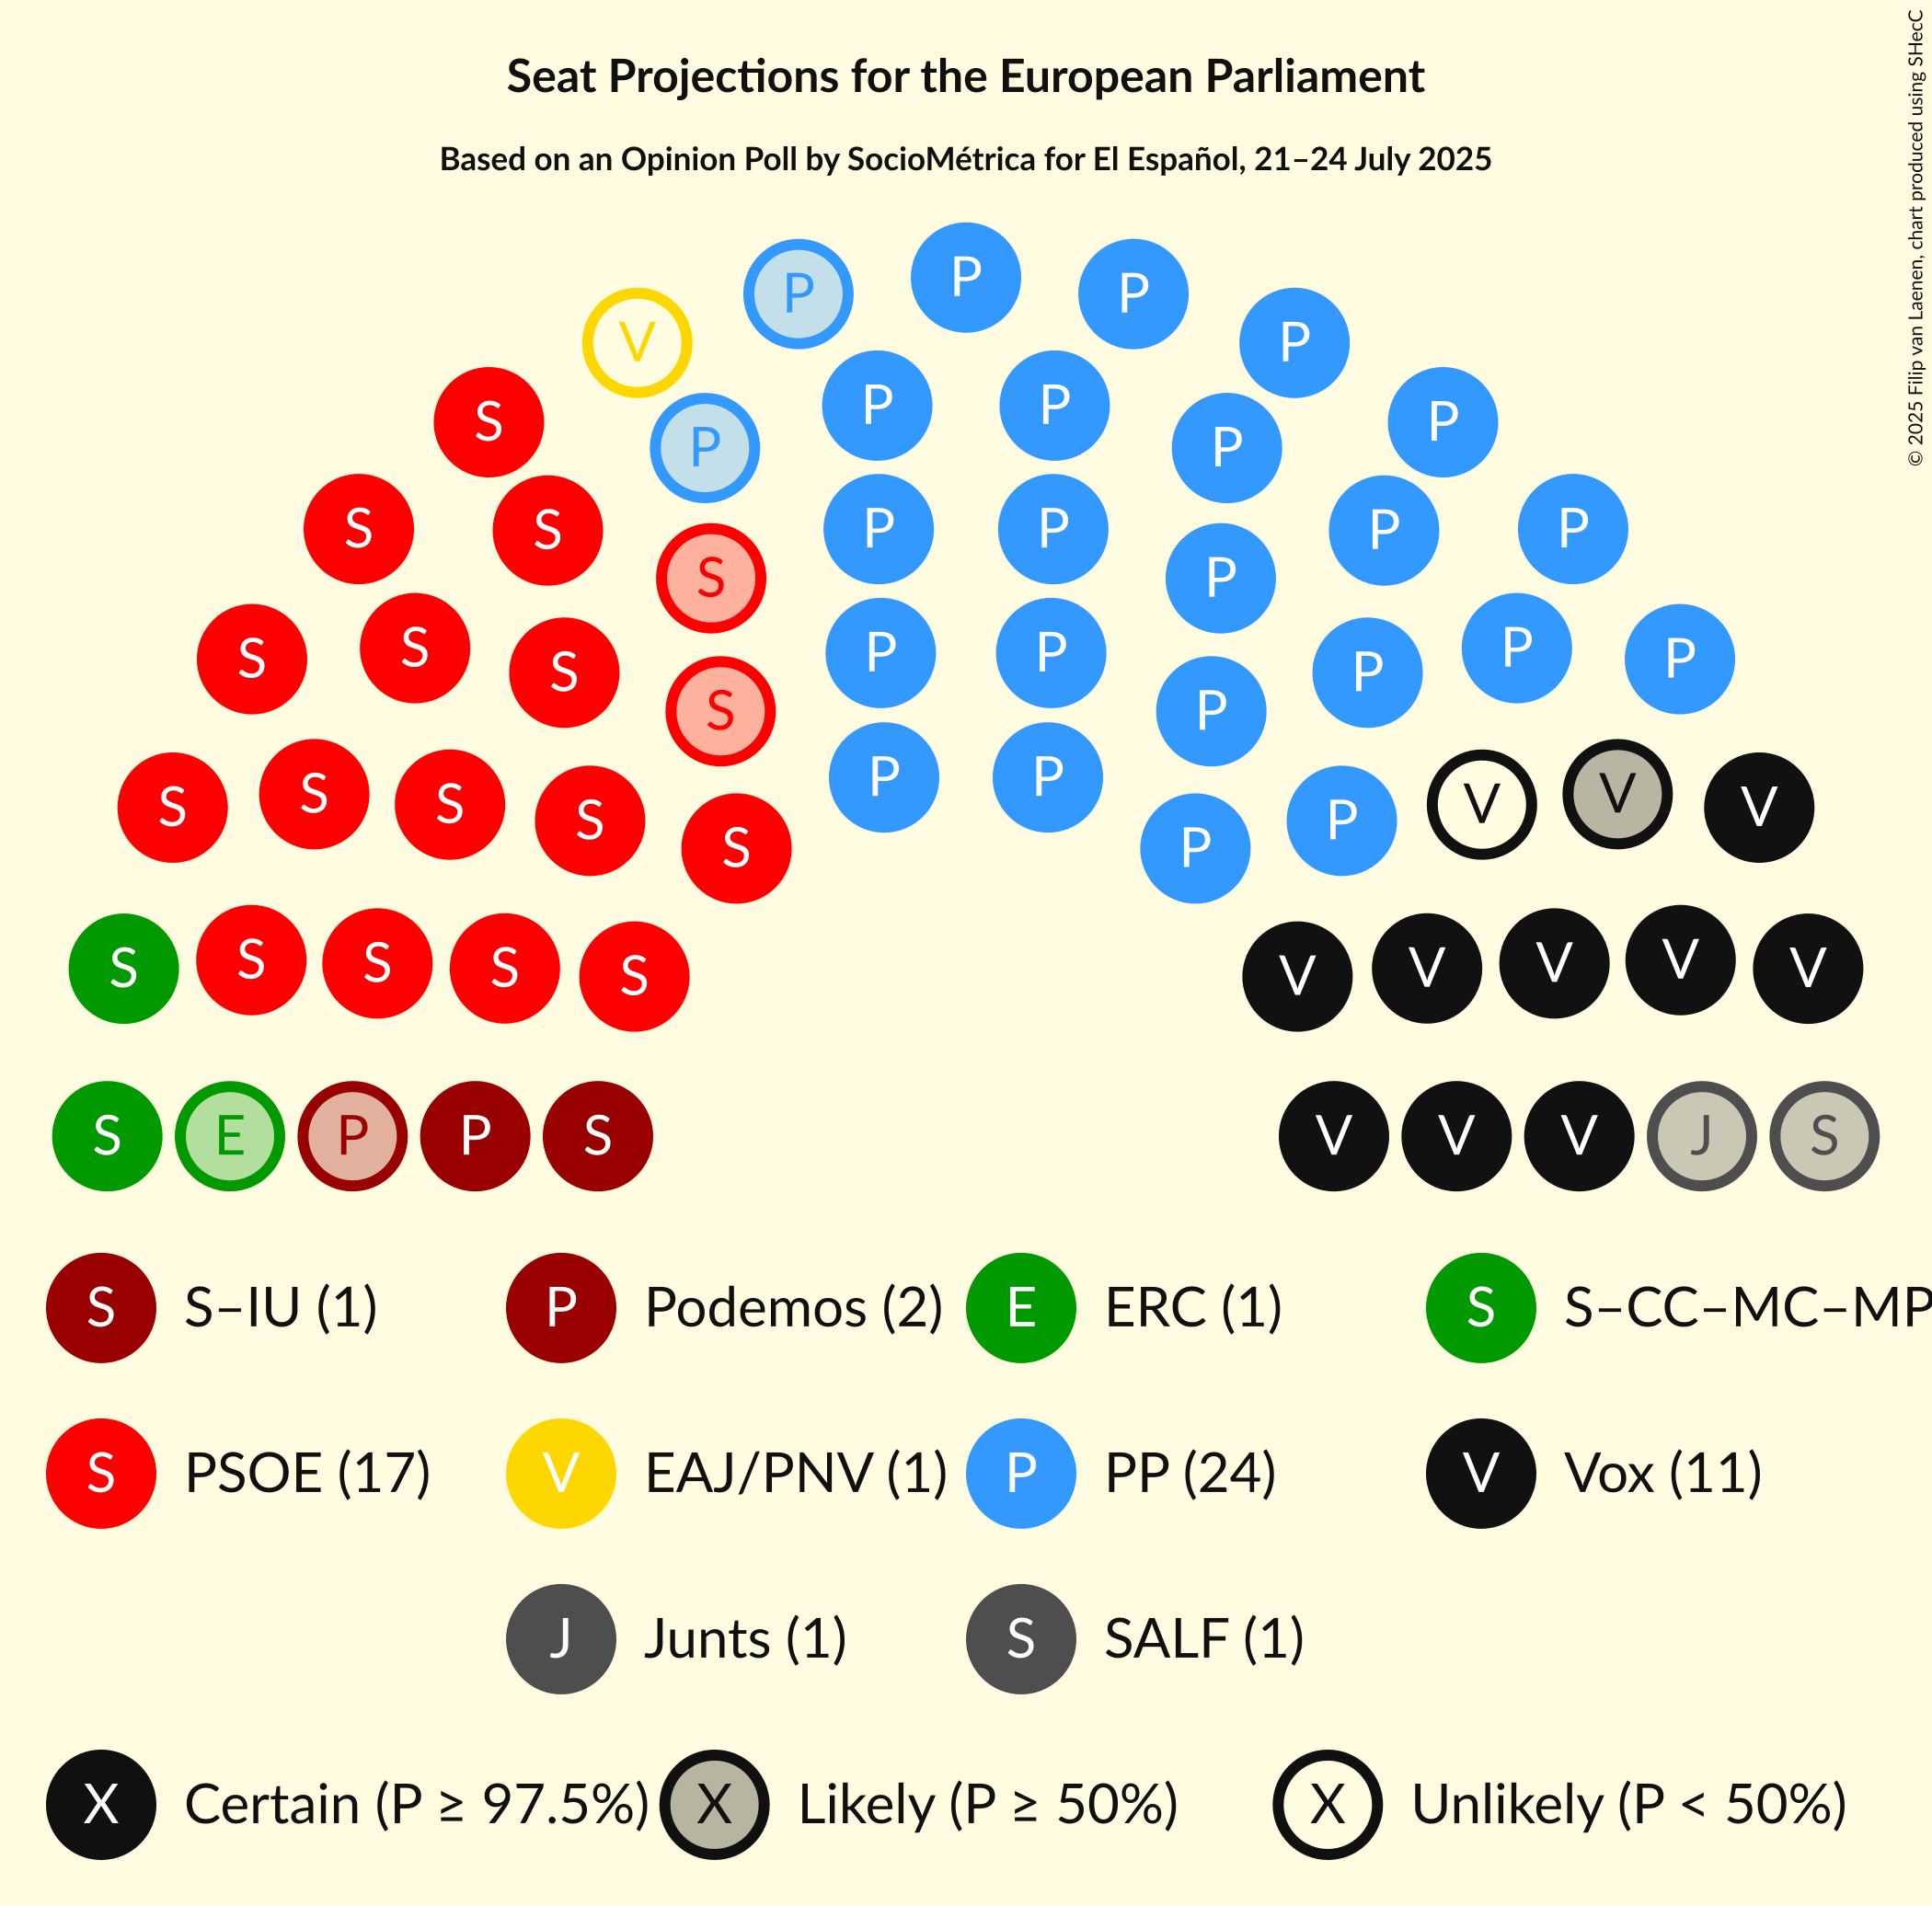 Seat Projections for the European Parliament
Based on an Opinion Poll by SocioMétrica for El Español, 21–24 July 2025
© 2025 Filip van Laenen, chart produced using SHecC
P
P P
V P
P P
S P P P
P P
S S P P P P
S P
S S S P P P P
S P
S S S S S P P P P P P V V V
S S S S S V V V V V
S E P P S V V V J S
S S–IU (1) P Podemos (2) E ERC (1) S S–CC–MC–MP
S PSOE (17) V EAJ/PNV (1) P PP (24) V Vox (11)
J Junts (1) S SALF (1)
X Certain (P ≥ 97.5%) X Likely (P ≥ 50%) X Unlikely (P < 50%)